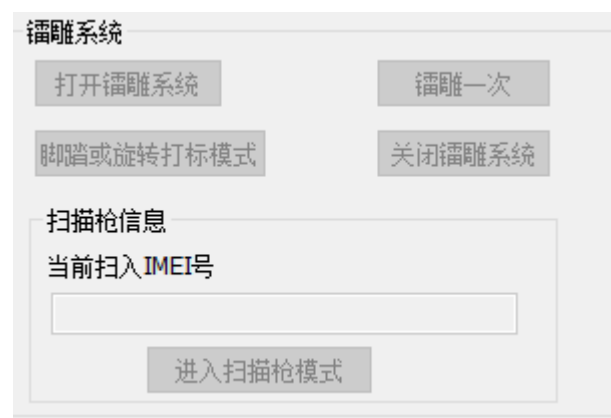 镭雕系统
打开镭雕系统 镭雕一次
脚踏或旋转打标模式 关闭镭雕系统
扫描枪信息
当前扫入IMEI号
进入扫描枪模式